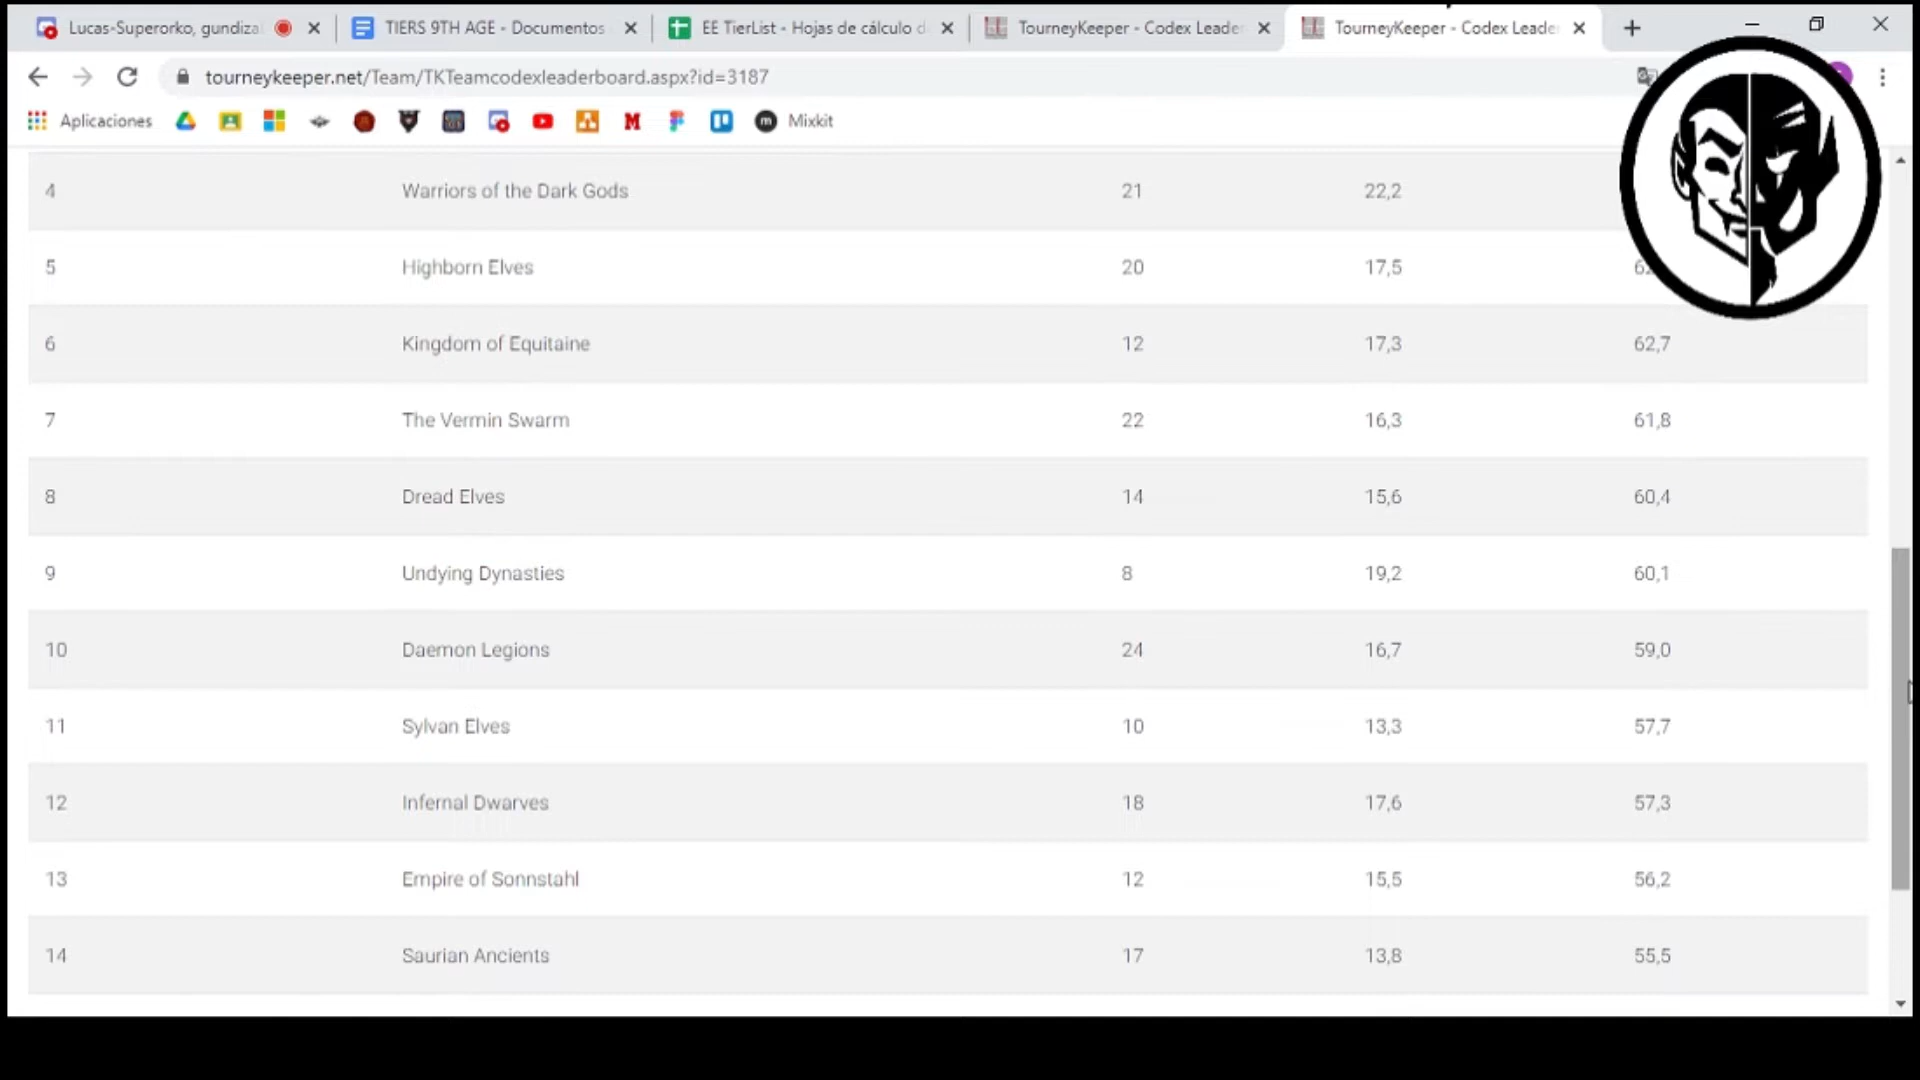 Lucas-Superorko, gundiza
TIERS 9TH AGE - Documentos
EE TierList - Hojas de cálculo d
TourneyKeeper - Codex Leade
TourneyKeeper - Codex Leade
tourneykeeper.net/Team/TKTeamcodexleaderboard.aspx?id=3187
Aplicaciones
M
m
Mixkit
4 Warriors of the Dark Gods 21 22,2
5 Highborn Elves 20 17,5
6 Kingdom of Equitaine 12 17,3 62,7
7 The Vermin Swarm 22 16,3 61,8
8 Dread Elves 14 15,6 60,4
9 Undying Dynasties 8 19,2 60,1
10 Daemon Legions 24 16,7 59,0
11 Sylvan Elves 10 13,3 57,7
12 Infernal Dwarves 18 17,6 57,3
13 Empire of Sonnstahl 12 15,5 56,2
14 Saurian Ancients 17 13,8 55,5